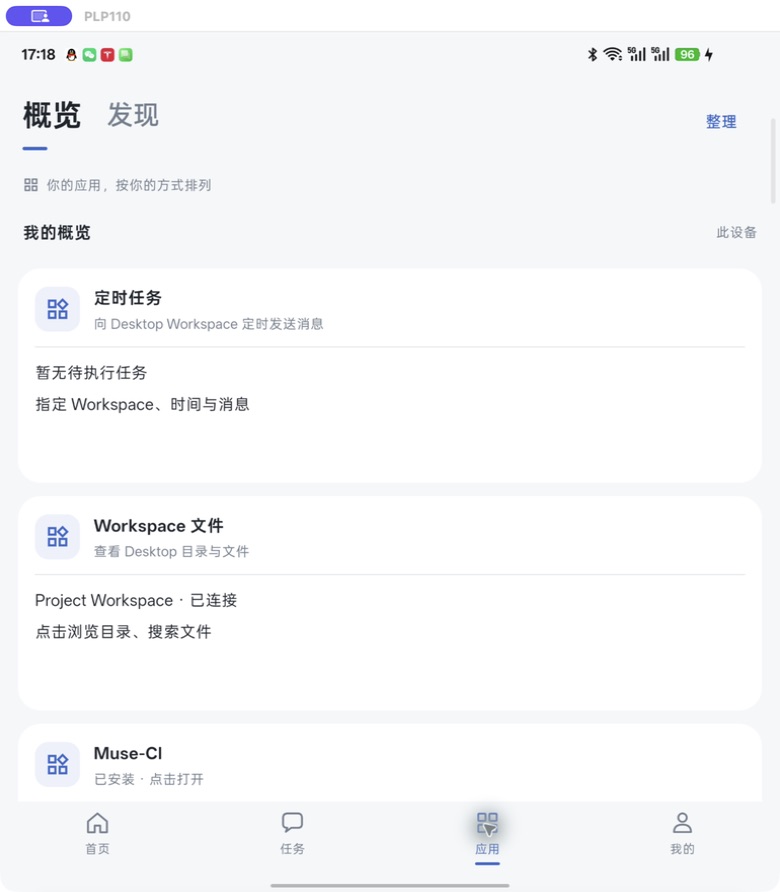 PLP110
17:18
5G 5G 96
概览 发现
整理
你的应用，按你的方式排列
我的概览
此设备
定时任务
向 Desktop Workspace 定时发送消息
暂无待执行任务
指定 Workspace、时间与消息
Workspace 文件
查看 Desktop 目录与文件
Project Workspace · 已连接
点击浏览目录、搜索文件
Muse-CI
已安装 · 点击打开
首页
任务
应用
我的